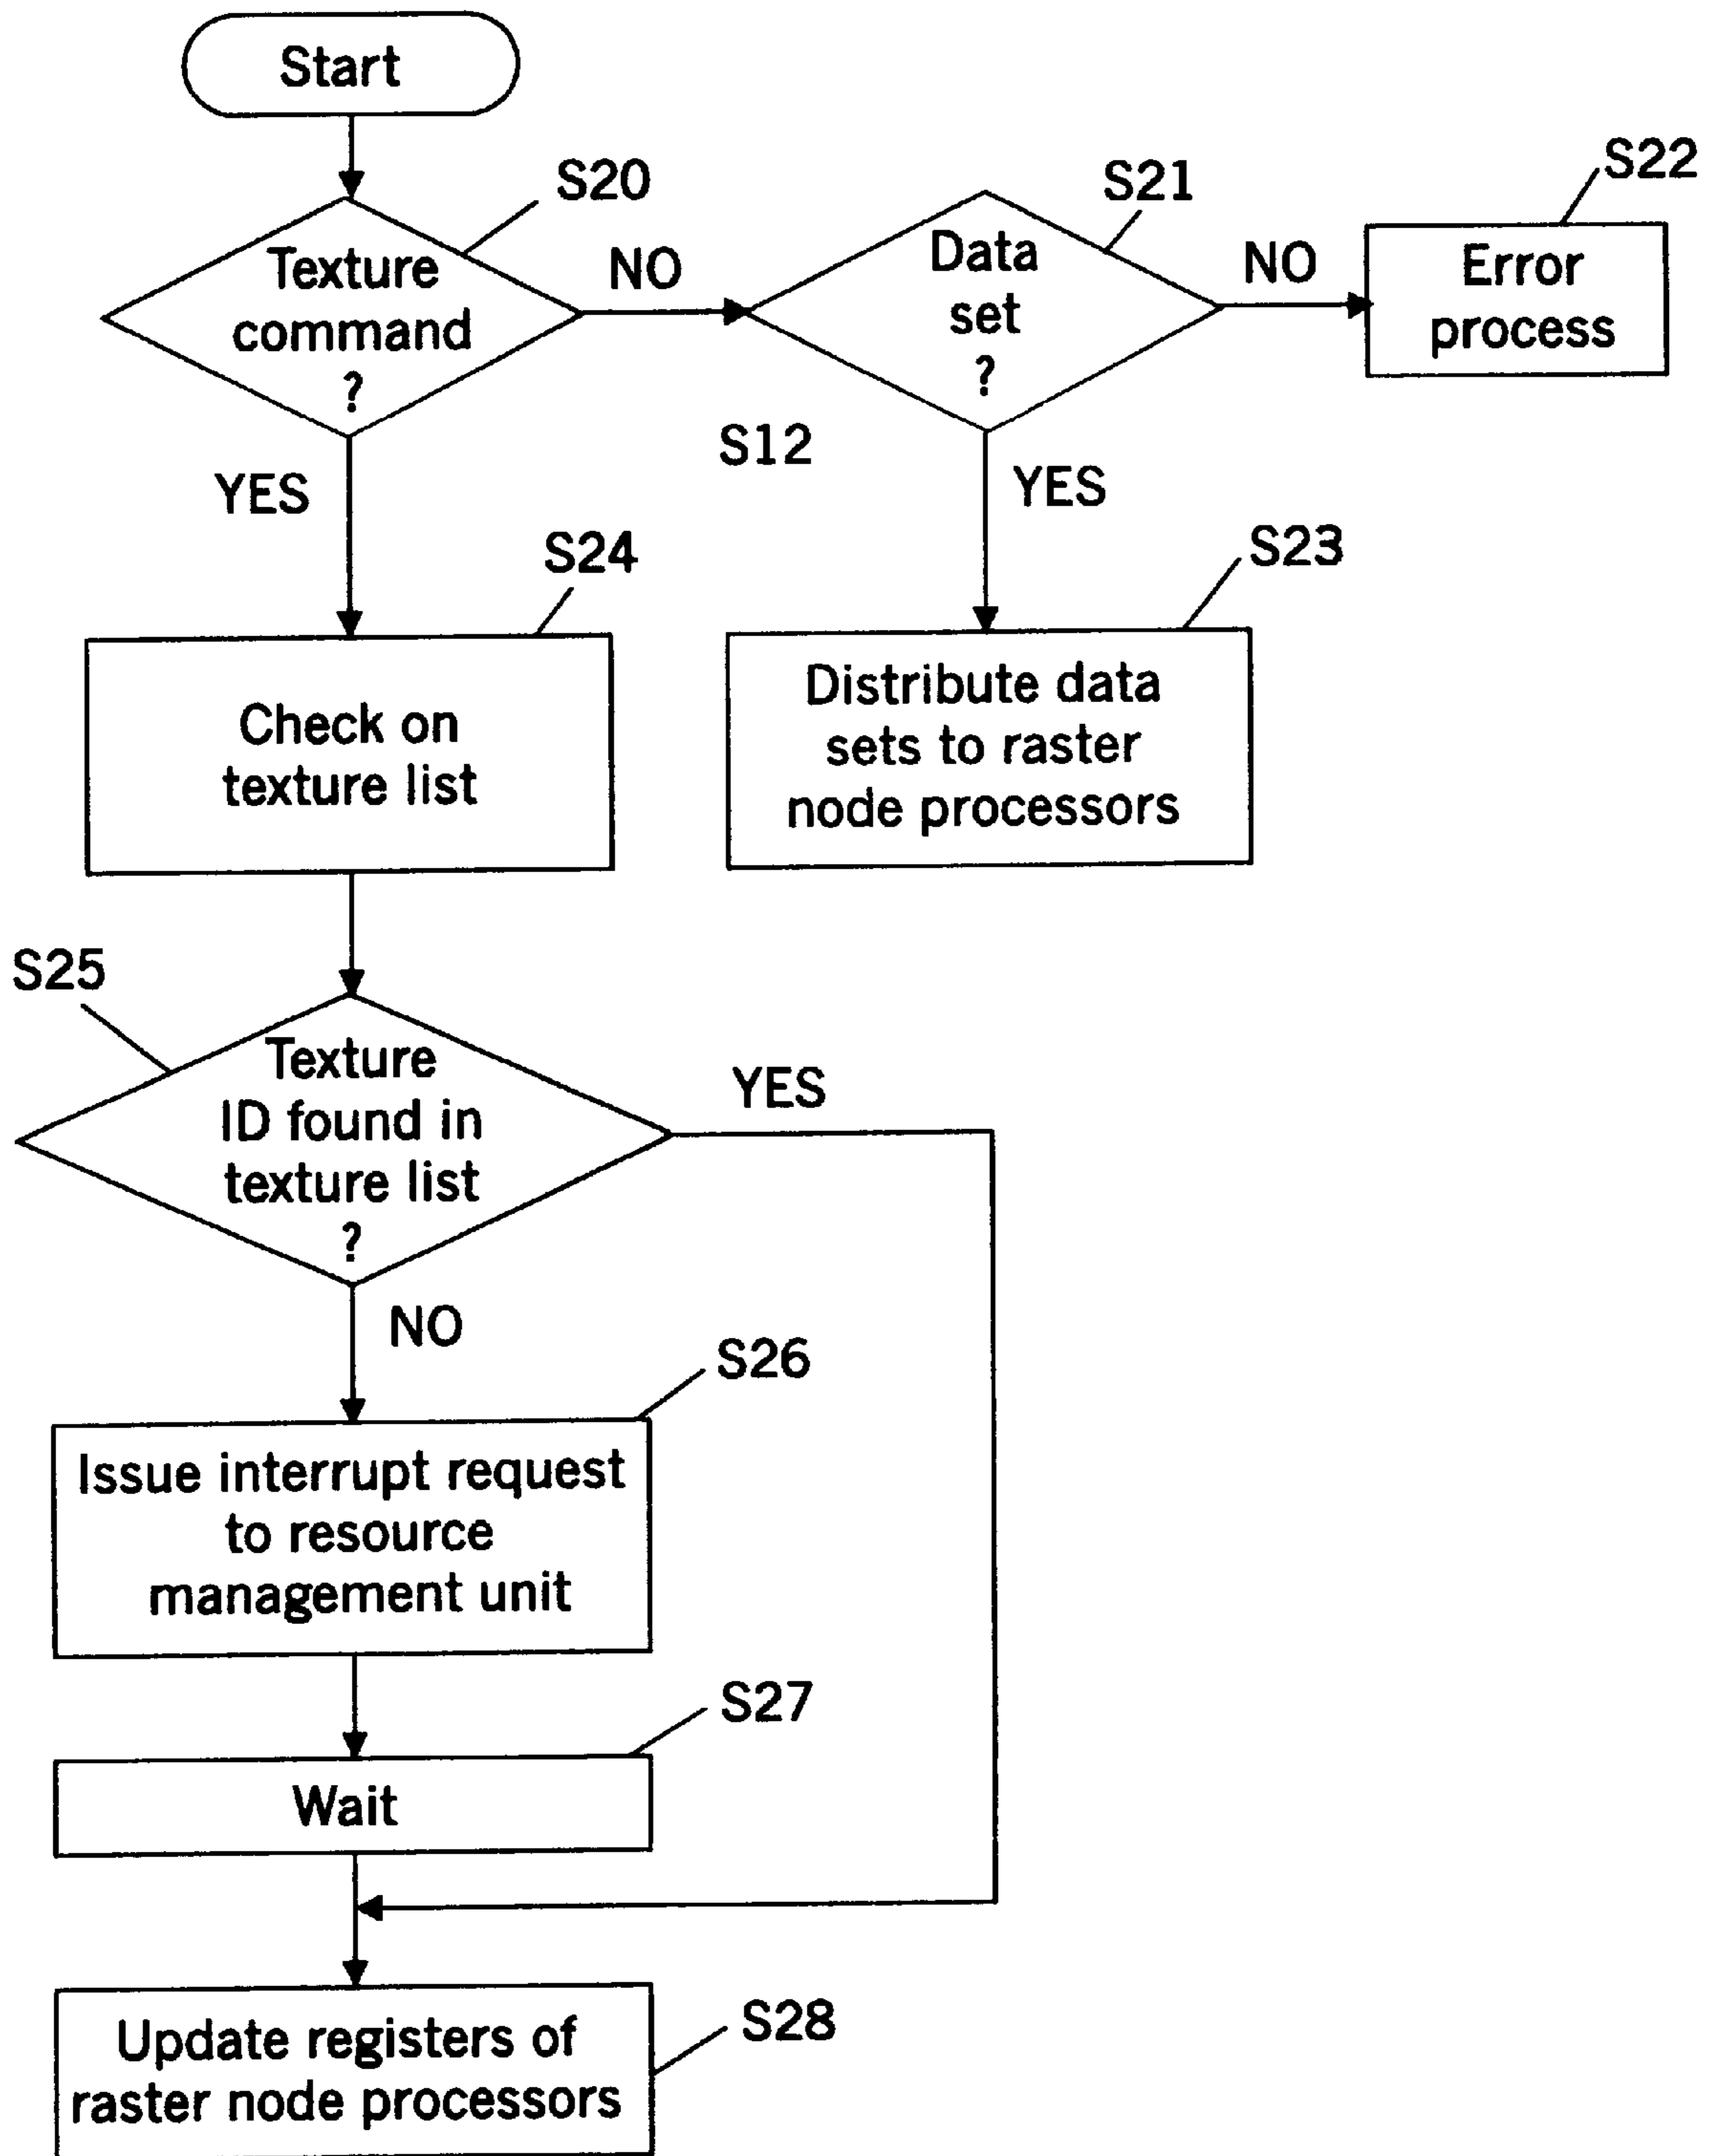 Start
S20
Texture
command
?
NO
YES
S21
Data
set
?
NO
YES
S22
Error
process
S12
S23
Distribute data
sets to raster
node processors
S24
Check on
texture list
S25
Texture
ID found in
texture list
?
YES
NO
S26
Issue interrupt request
to resource
management unit
S27
Wait
S28
Update registers of
raster node processors